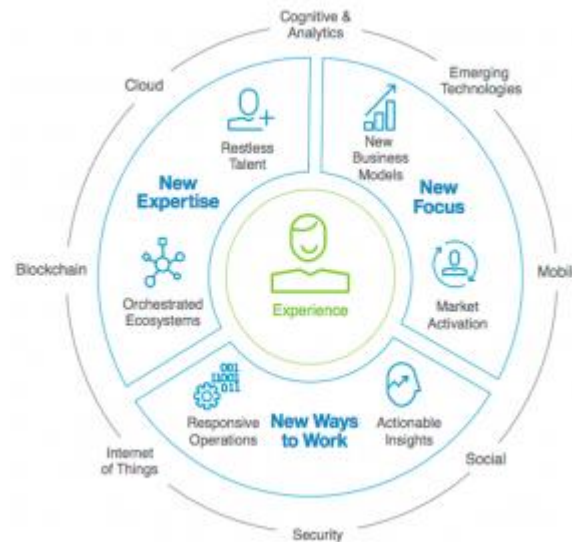 Cognitive &
Analytics
Cloud
Emerging
Technologies
Restless
Talent
New
Business
Models
New
Expertise
New
Focus
Blockchain
Mobil
Orchestrated
Ecosystems
Experience
Market
Activation
001
11001
011
Responsive
Operations
New Ways
to Work
Actionable
Insights
Internet
of Things
Social
Security